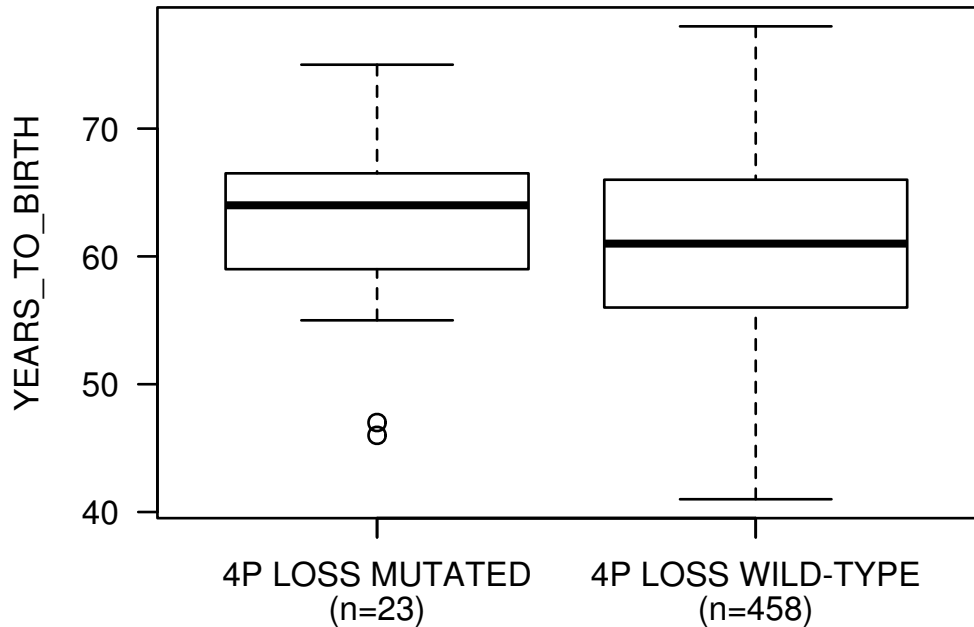 YEARS_TO_BIRTH
70
60
50
40
4P LOSS MUTATED
(n=23)
4P LOSS WILD-TYPE
(n=458)